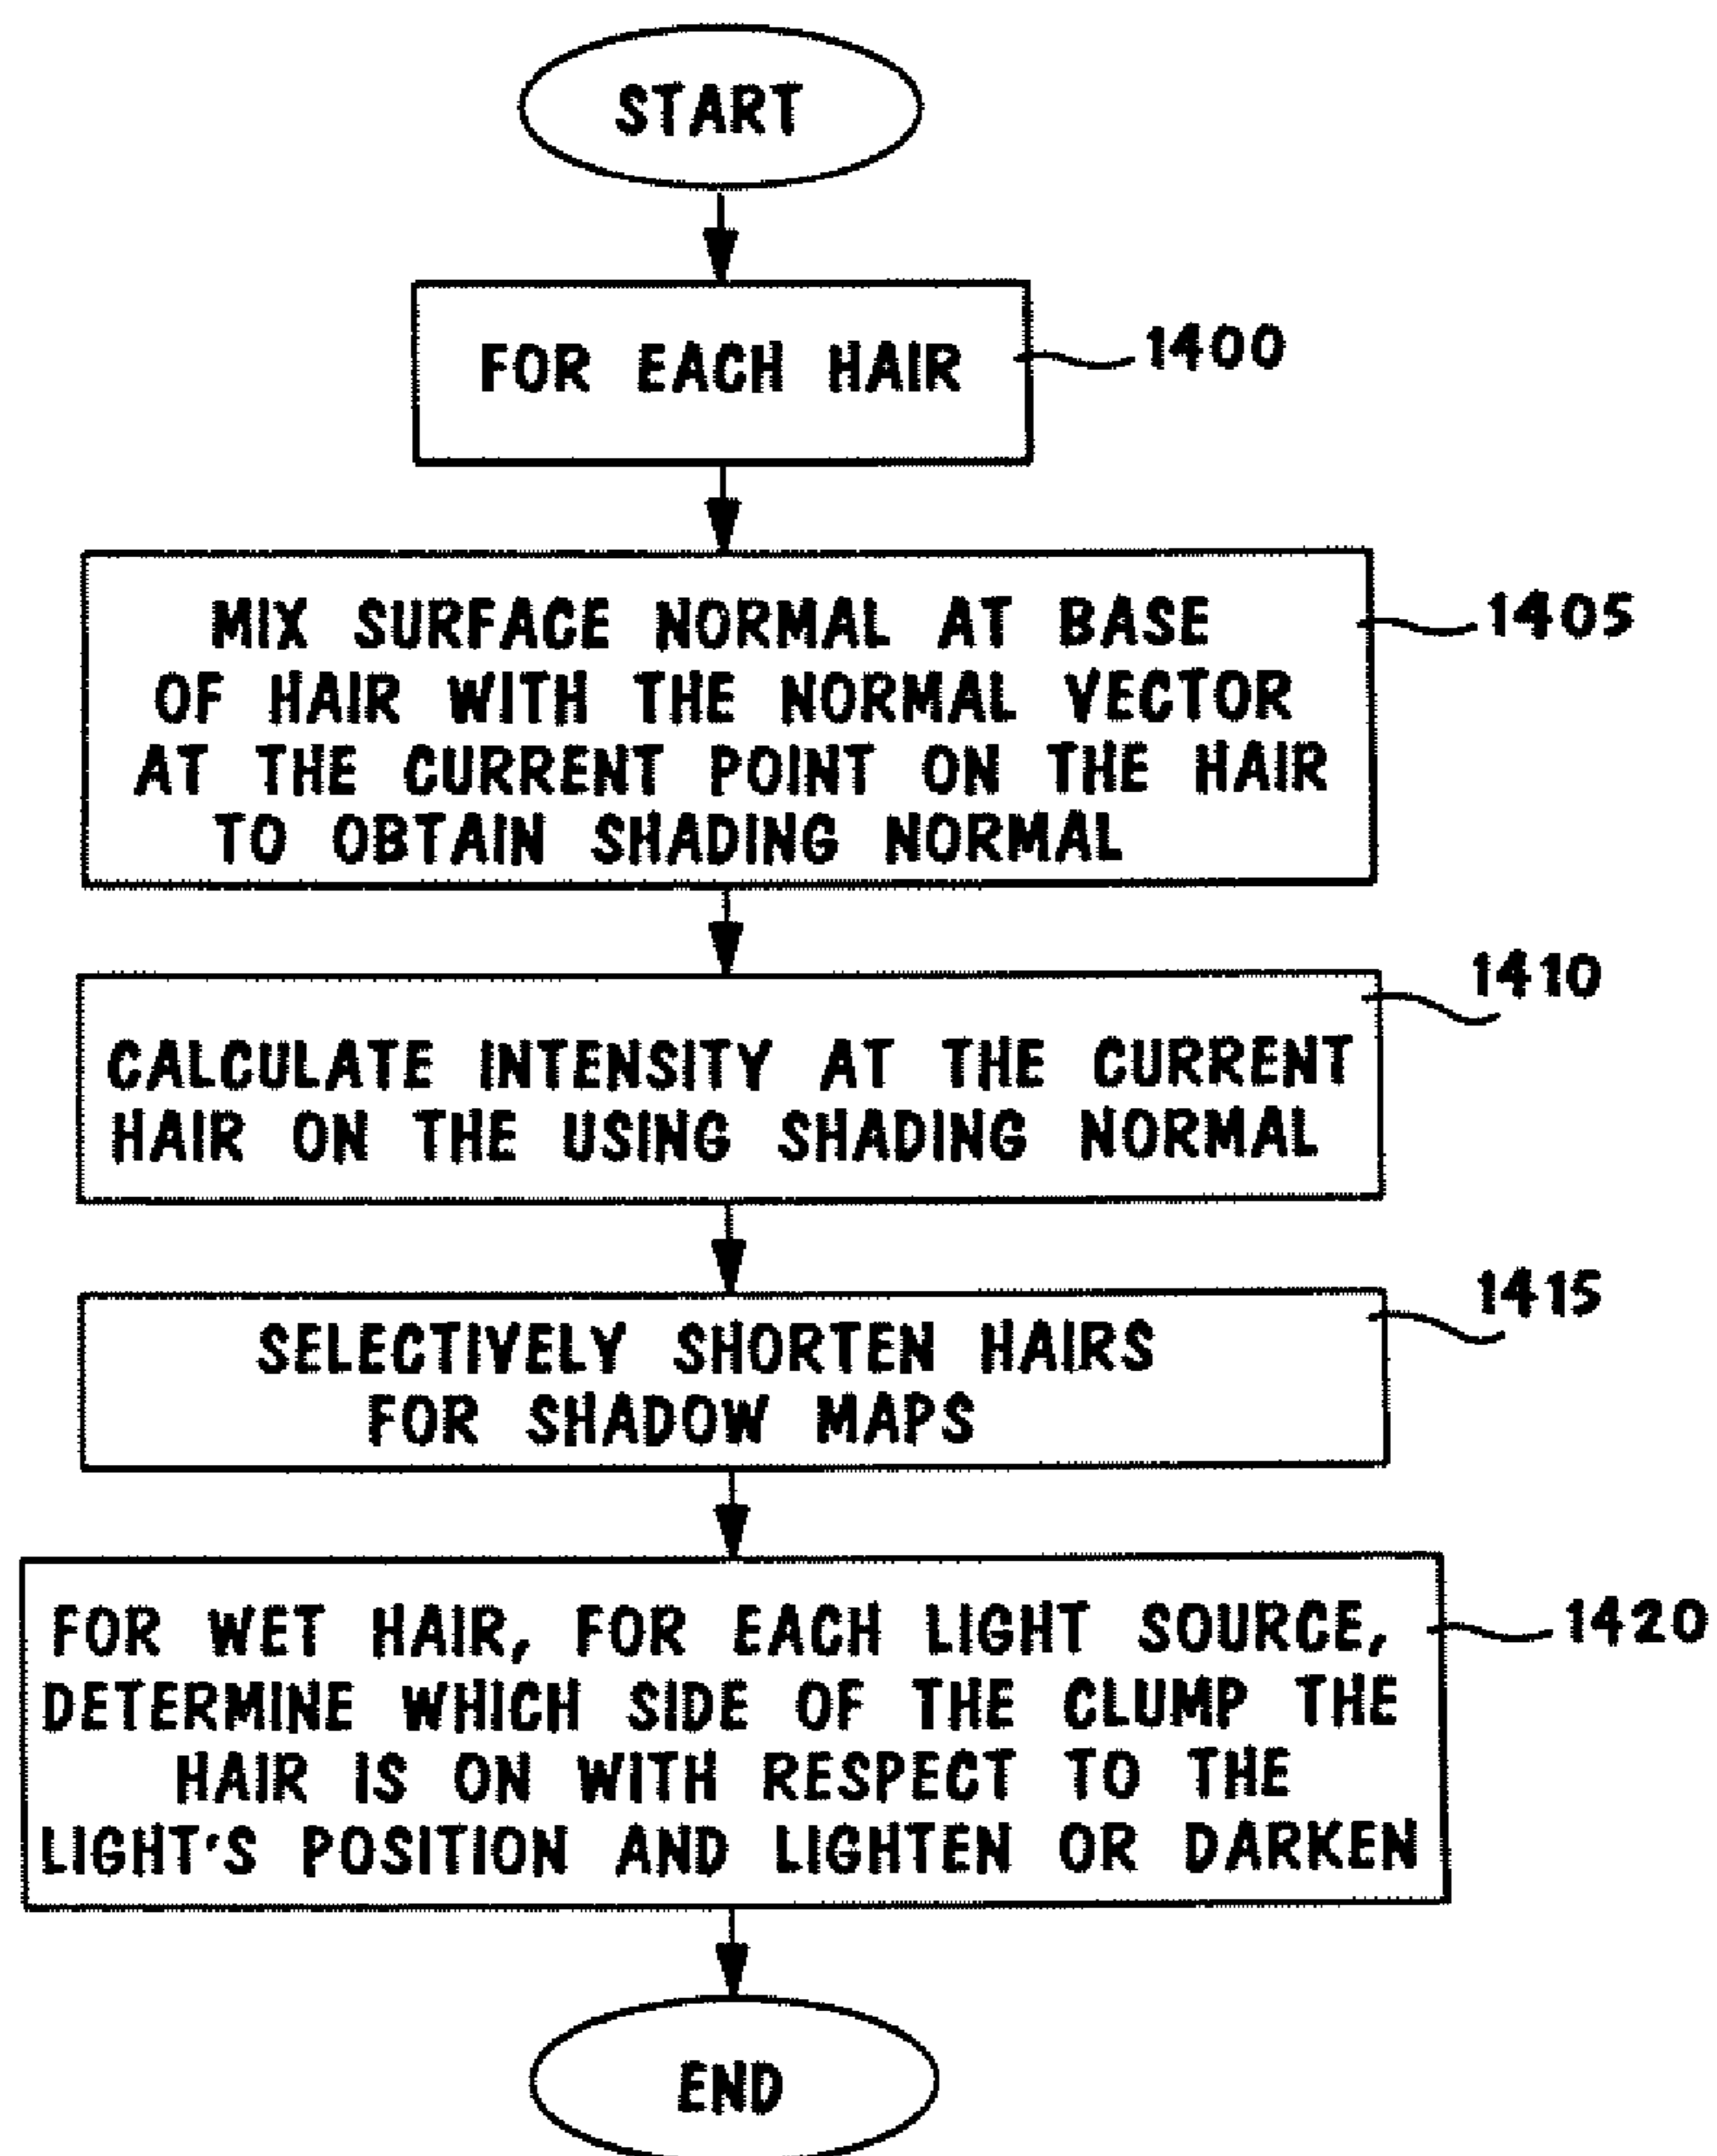 START
FOR EACH HAIR
1400
MIX SURFACE NORMAL AT BASE
OF HAIR WITH THE NORMAL VECTOR
AT THE CURRENT POINT ON THE HAIR
TO OBTAIN SHADING NORMAL
1405
CALCULATE INTENSITY AT THE CURRENT
HAIR ON THE USING SHADING NORMAL
1410
SELECTIVELY SHORTEN HAIRS
FOR SHADOW MAPS
1415
FOR WET HAIR, FOR EACH LIGHT SOURCE,
DETERMINE WHICH SIDE OF THE CLUMP THE
HAIR IS ON WITH RESPECT TO THE
LIGHT'S POSITION AND LIGHTEN OR DARKEN
1420
END